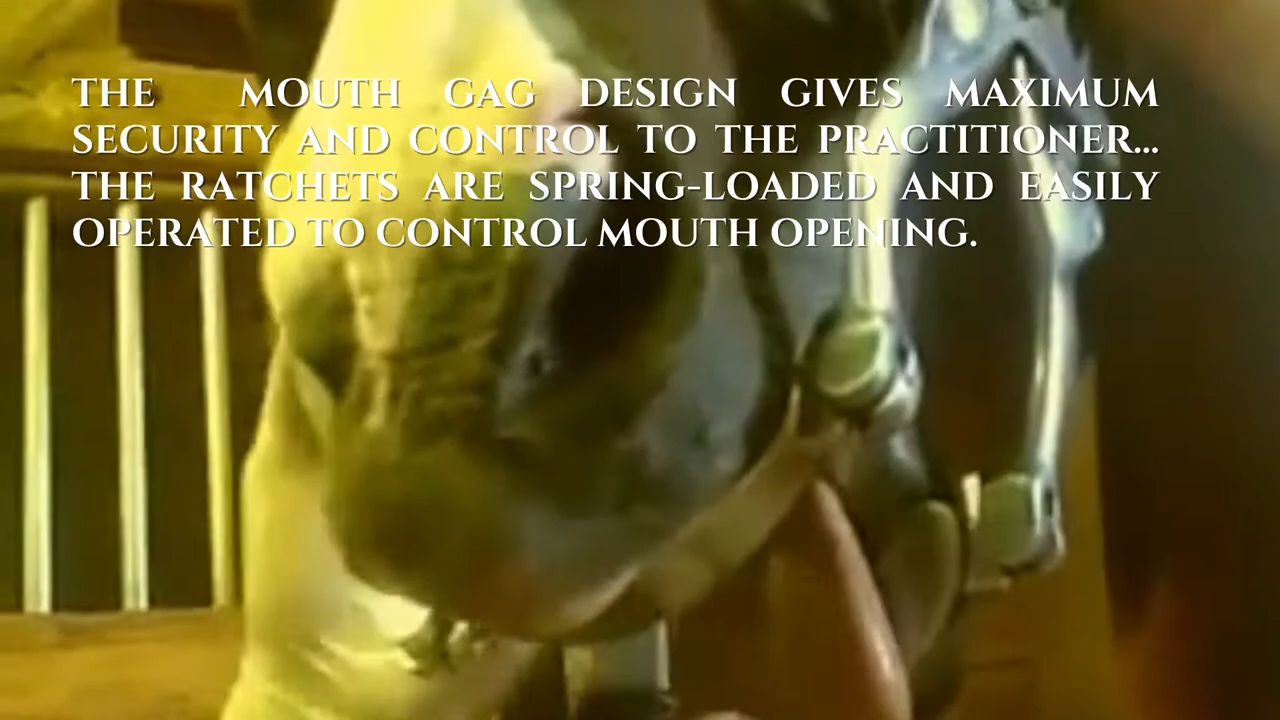 THE MOUTH GAG DESIGN GIVES MAXIMUM
SECURITY AND CONTROL TO THE PRACTITIONER...
THE RATCHETS ARE SPRING-LOADED AND EASILY
OPERATED TO CONTROL MOUTH OPENING.